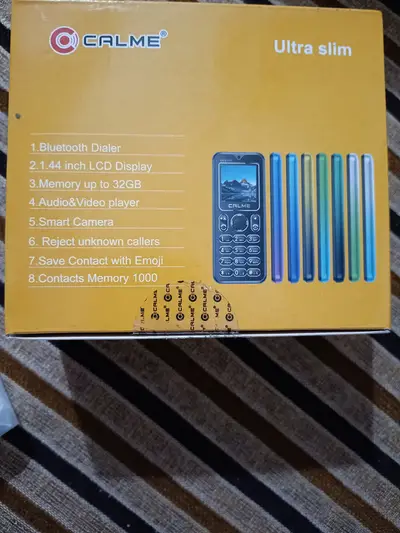 CALME®
Ultra slim
1.Bluetooth Dialer
2.1.44 inch LCD Display
3.Memory up to 32GB
4.Audio&Video player
5.Smart Camera
6. Reject unknown callers
7.Save Contact with Emoji
8.Contacts Memory 1000
CALME